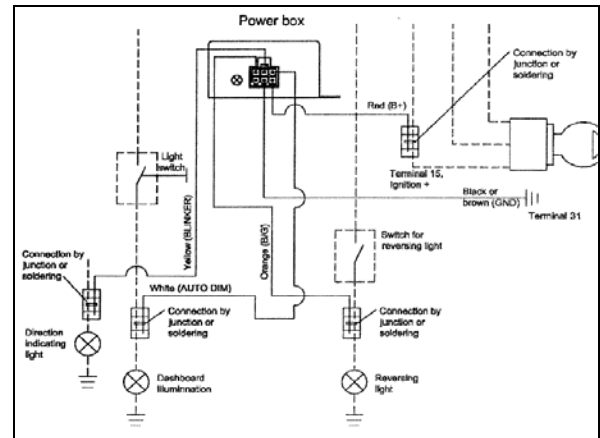 Power box
Connection by
junction or
soldering
Red (B+)
Light
switch
Terminal 15,
Ignition +
Black or
brown (GND)
Terminal 31
Yellow (BLINKER)
Orange (B/G)
Switch for
reversing light
Connection by
junction or
soldering
White (AUTO DIM)
Connection by
junction or
soldering
Connection by
junction or
soldering
Direction
indicating
light
Dashboard
illuminnation
Reversing
light